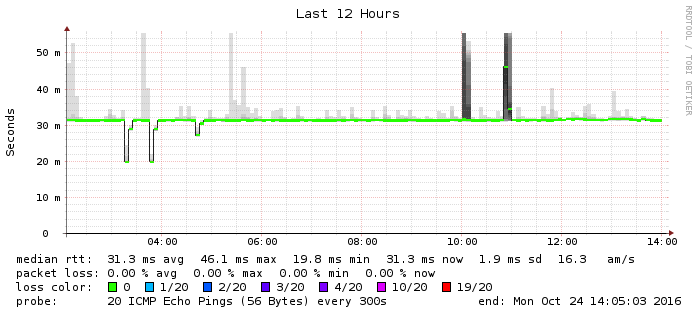 Last 12 Hours
RRDTOOL / TOBI OETIKER
Seconds
50 m
40 m
30 m
20 m
10 m
0
04:00 06:00 08:00 10:00 12:00 14:00
median rtt: 31.3 ms avg 46.1 ms max 19.8 ms min 31.3 ms now 1.9 ms sd 16.3 am/s
packet loss: 0.00 % avg 0.00 % max 0.00 % min 0.00 % now
loss color: 0 1/20 2/20 3/20 4/20 10/20 19/20
probe: 20 ICMP Echo Pings (56 Bytes) every 300s end: Mon Oct 24 14:05:03 2016